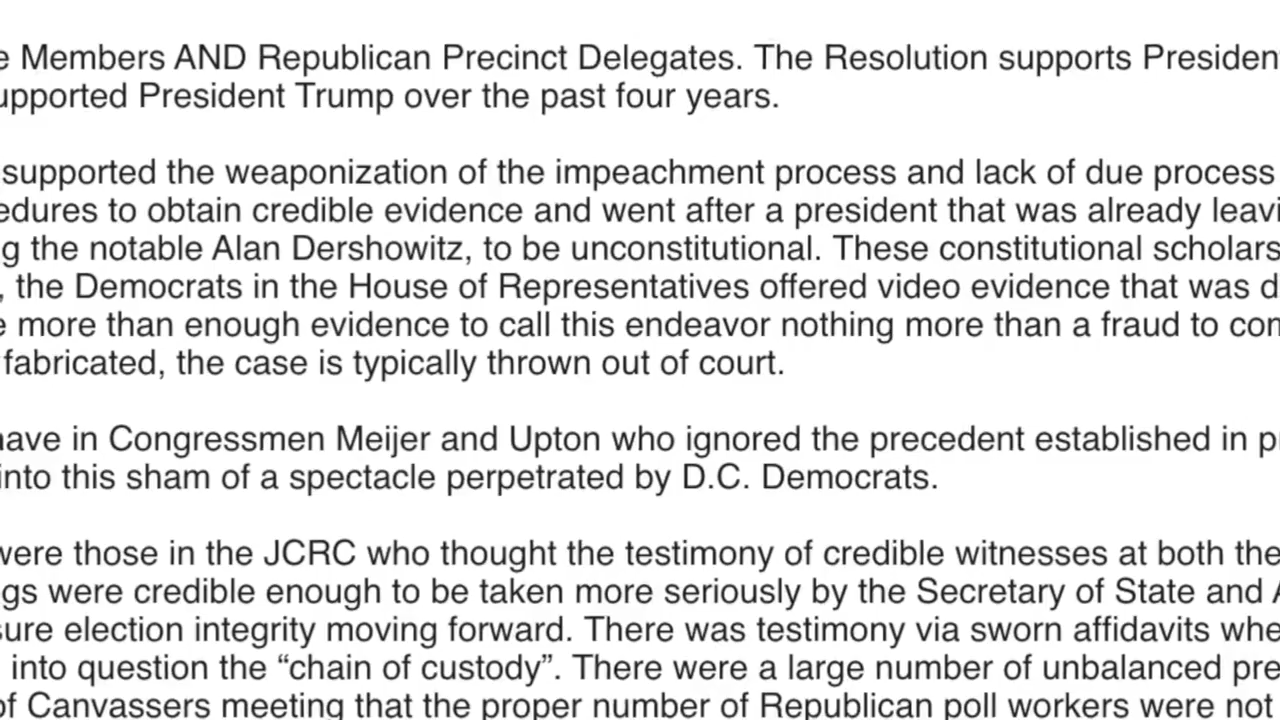 e Members AND Republican Precinct Delegates. The Resolution supports Presiden
upported President Trump over the past four years.
supported the weaponization of the impeachment process and lack of due process
edures to obtain credible evidence and went after a president that was already leavi
g the notable Alan Dershowitz, to be unconstitutional. These constitutional scholars
, the Democrats in the House of Representatives offered video evidence that was d
e more than enough evidence to call this endeavor nothing more than a fraud to con
fabricated, the case is typically thrown out of court.
have in Congressmen Meijer and Upton who ignored the precedent established in pr
into this sham of a spectacle perpetrated by D.C. Democrats.
were those in the JCRC who thought the testimony of credible witnesses at both the
gs were credible enough to be taken more seriously by the Secretary of State and A
sure election integrity moving forward. There was testimony via sworn affidavits whe
into question the “chain of custody”. There were a large number of unbalanced pre
of Canvassers meeting that the proper number of Republican poll workers were not